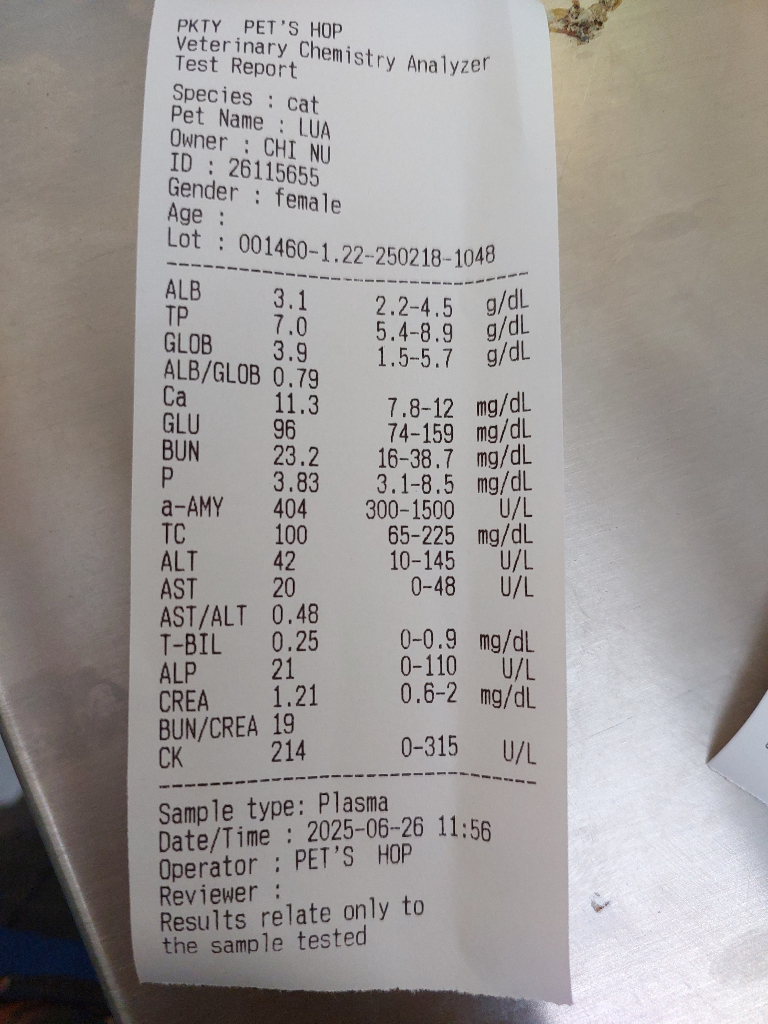 PKTY PET'S HOP
Veterinary Chemistry Analyzer
Test Report
Species : cat
Pet Name : LUA
Owner : CHI NU
ID : 26115655
Gender : female
Age :
Lot : 001460-1.22-250218-1048
ALB 3.1 2.2-4.5 g/dL
TP 7.0 5.4-8.9 g/dL
GLOB 3.9 1.5-5.7 g/dL
ALB/GLOB 0.79
Ca 11.3 7.8-12 mg/dL
GLU 96 74-159 mg/dL
BUN 23.2 16-38.7 mg/dL
P 3.83 3.1-8.5 mg/dL
a-AMY 404 300-1500 U/L
TC 100 65-225 mg/dL
ALT 42 10-145 U/L
AST 20 0-48 U/L
AST/ALT 0.48
T-BIL 0.25 0-0.9 mg/dL
ALP 21 0-110 U/L
CREA 1.21 0.6-2 mg/dL
BUN/CREA 19
CK 214 0-315 U/L
Sample type: Plasma
Date/Time : 2025-06-26 11:56
Operator : PET'S HOP
Reviewer :
Results relate only to
the sample tested